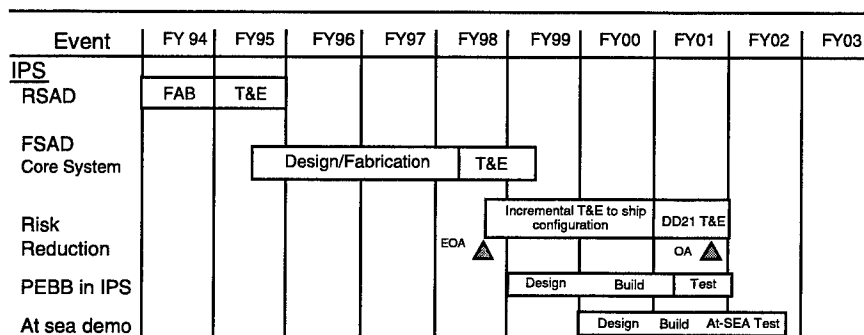 Event FY 94 FY95 FY96 FY97 FY98 FY99 FY00 FY01 FY02 FY03
IPS
RSAD FAB T&E
FSAD
Core System Design/Fabrication T&E
Incremental T&E to ship
configuration DD21 T&E
Risk
Reduction EOA OA
PEBB in IPS Design Build Test
At sea demo Design Build At-SEA Test